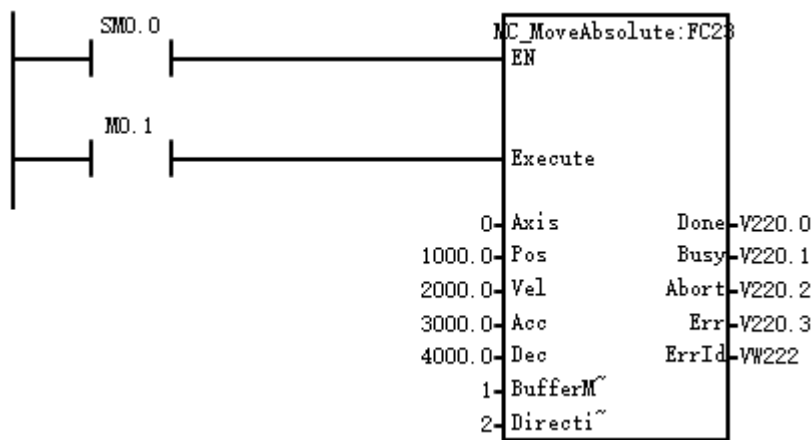 SM0.0
MC_MoveAbsolute:FC23
EN
M0.1
Execute
0 Axis Done V220.0
1000.0 Pos Busy V220.1
2000.0 Vel Abort V220.2
3000.0 Acc Err V220.3
4000.0 Dec ErrId VW222
1 BufferM~
2 Directi~